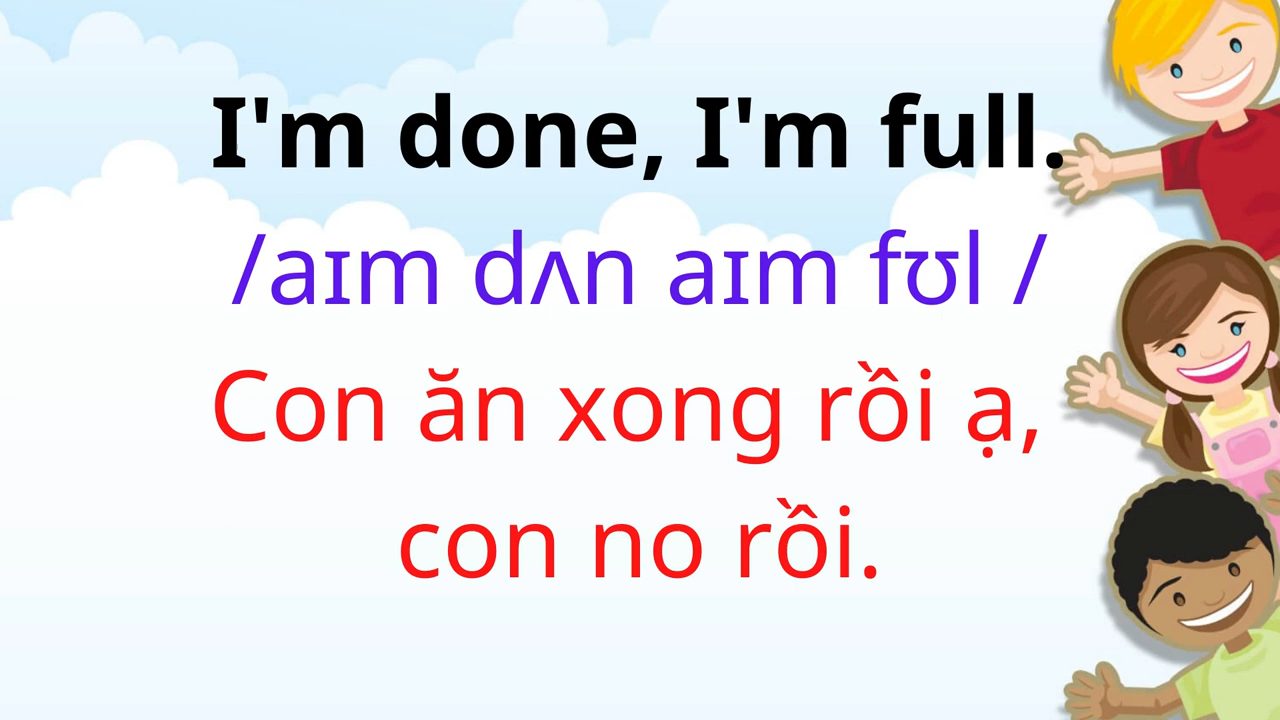 I'm done, I'm full.
/aɪm dʌn aɪm fʊl /
Con ăn xong rồi ạ,
con no rồi.